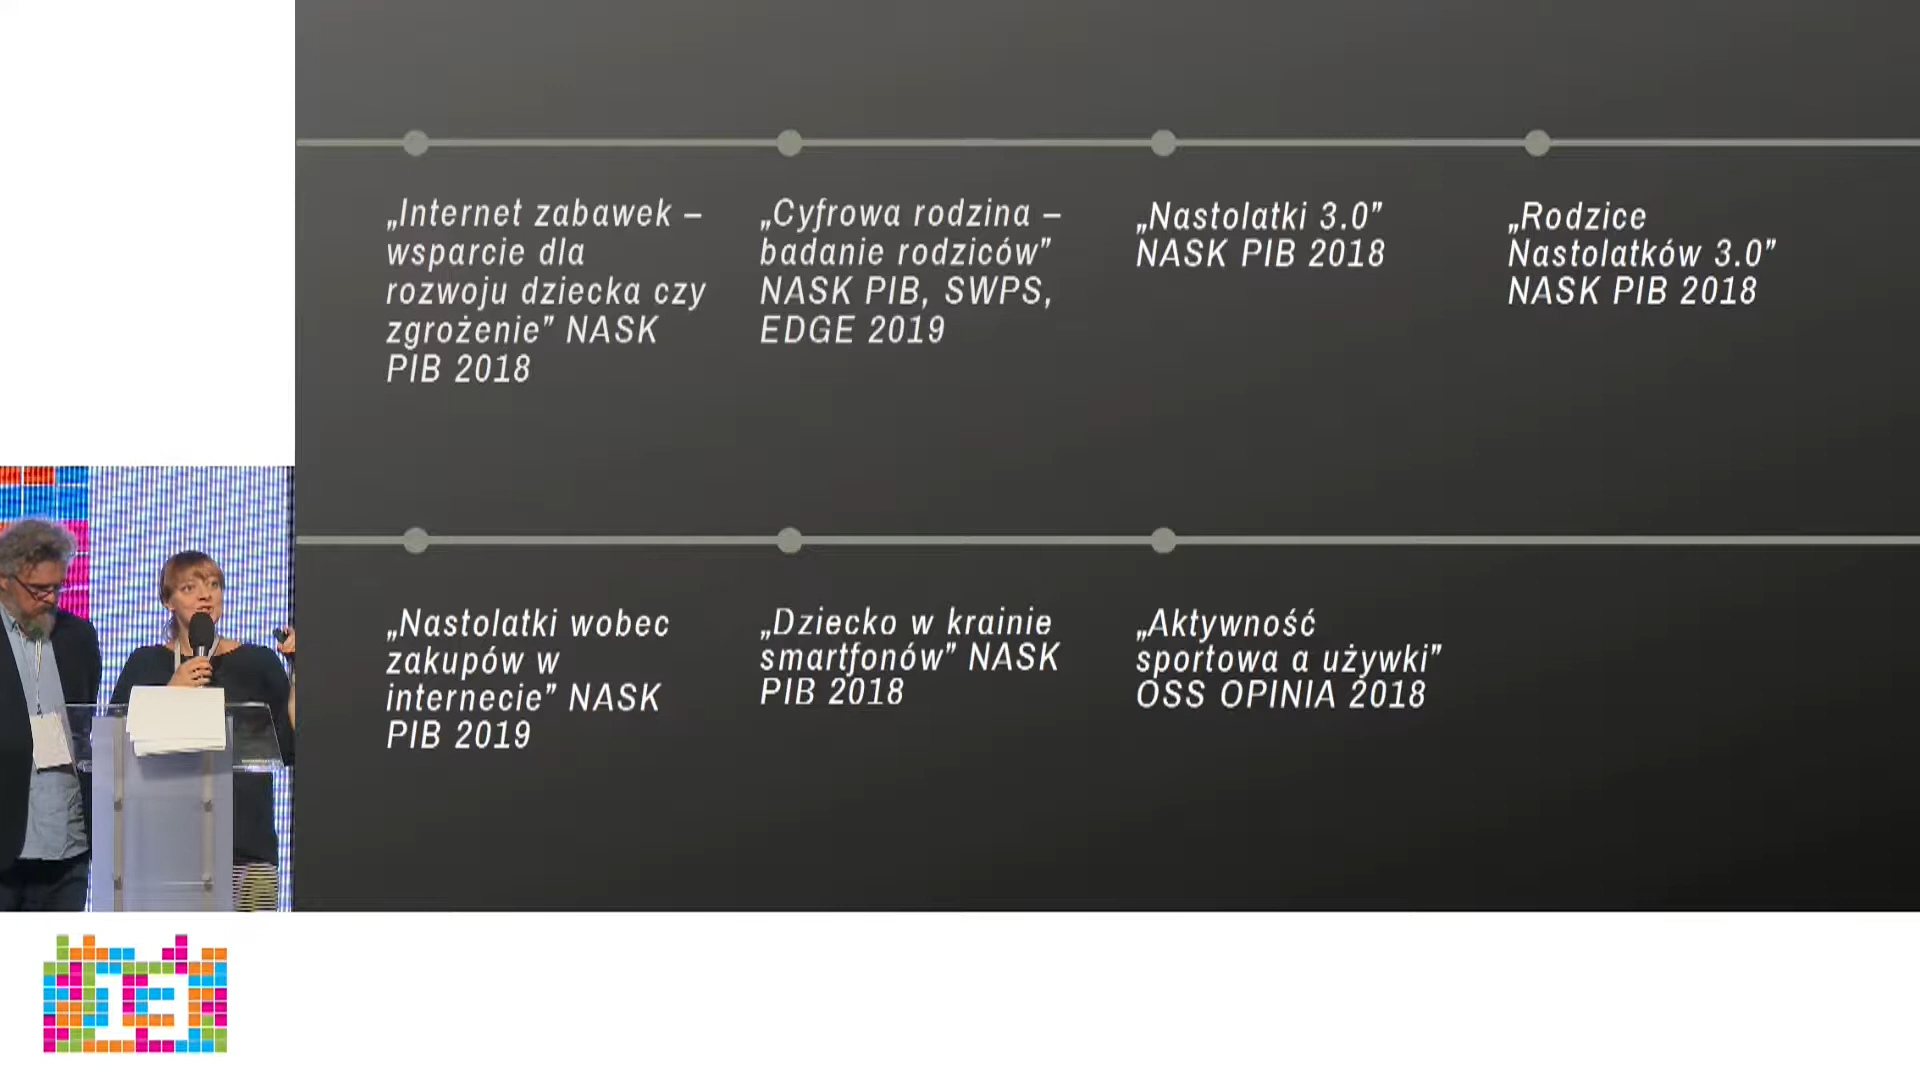 „Internet zabawek –
wsparcie dla
rozwoju dziecka czy
zgrożenie” NASK
PIB 2018
„Cyfrowa rodzina –
badanie rodziców”
NASK PIB, SWPS,
EDGE 2019
„Nastolatki 3.0”
NASK PIB 2018
„Rodzice
Nastolatków 3.0”
NASK PIB 2018
„Nastolatki wobec
zakupów w
internecie” NASK
PIB 2019
„Dziecko w krainie
smartfonów” NASK
PIB 2018
„Aktywność
sportowa a używki”
OSS OPINIA 2018